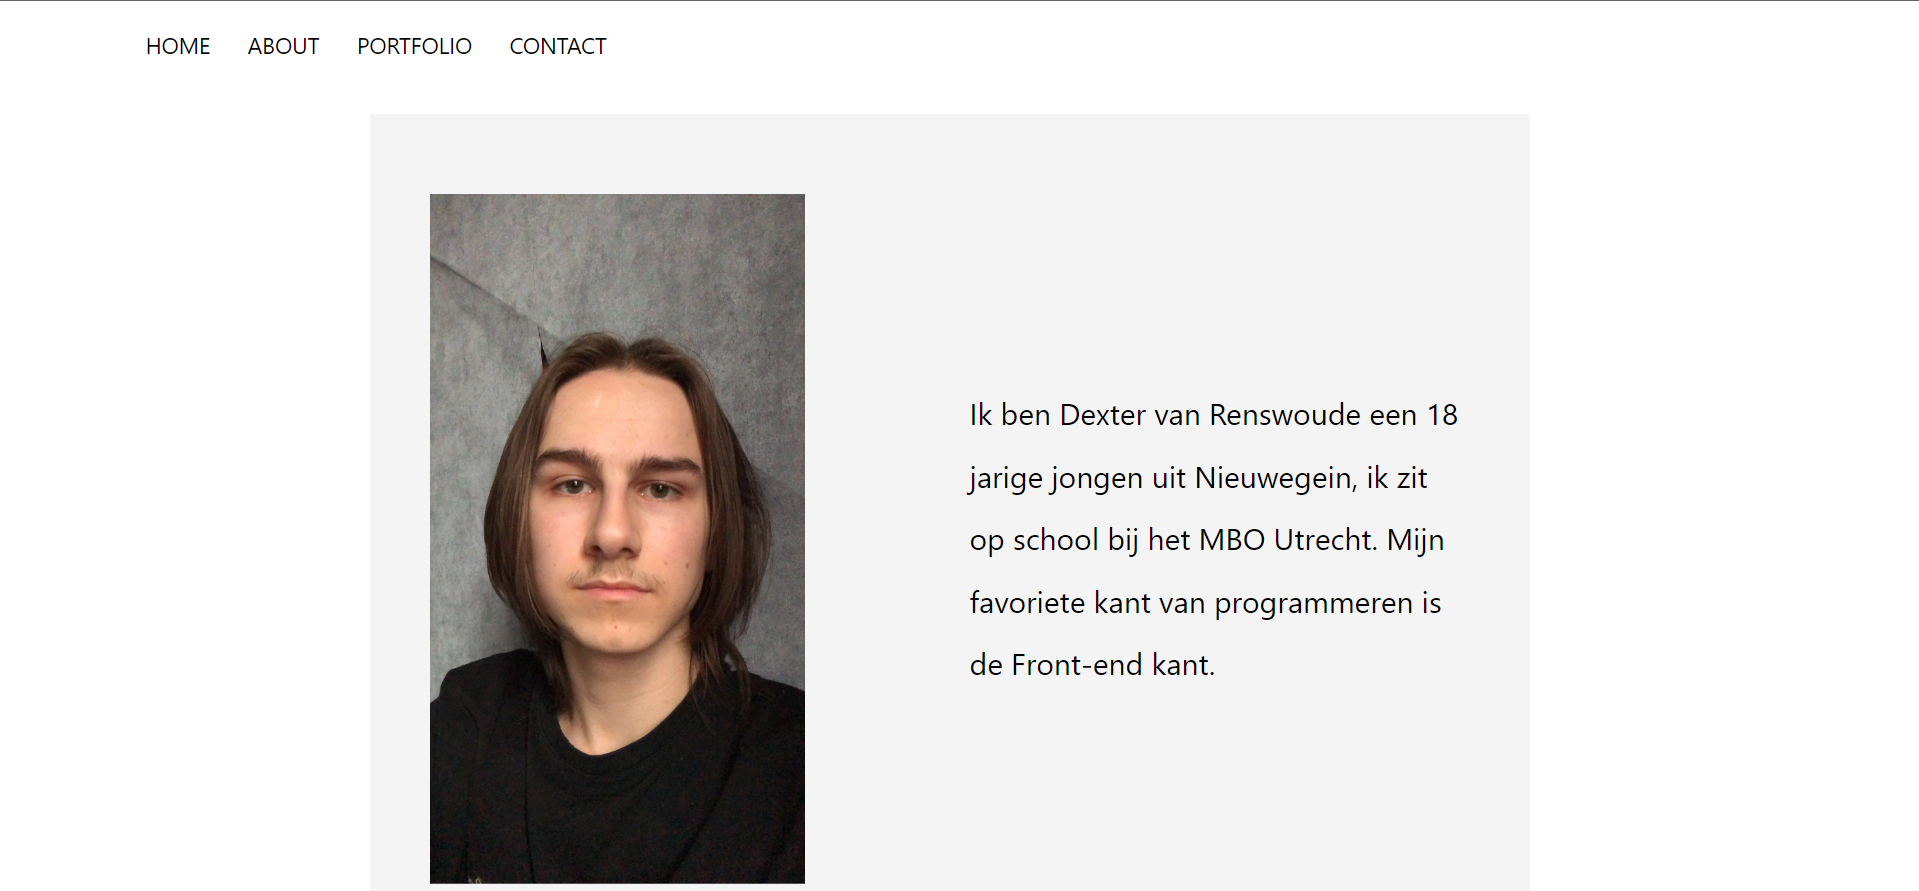 HOME ABOUT PORTFOLIO CONTACT
Ik ben Dexter van Renswoude een 18
jarige jongen uit Nieuwegein, ik zit
op school bij het MBO Utrecht. Mijn
favoriete kant van programmeren is
de Front-end kant.